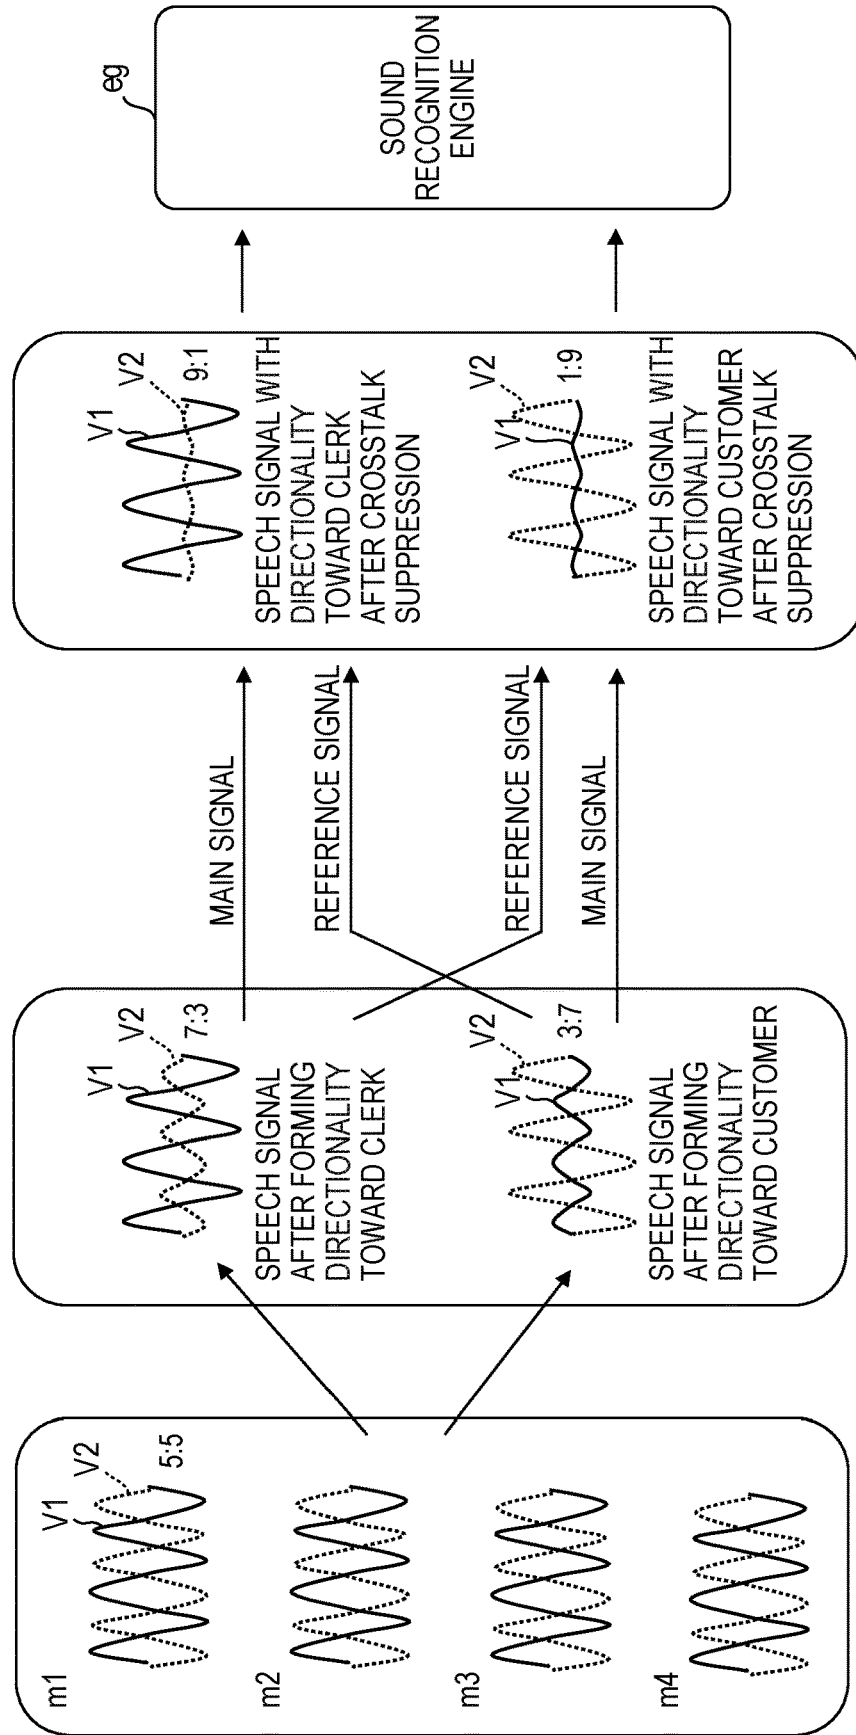 m1
V1
V2
5:5
m2
m3
m4
V1
V2
7:3
SPEECH SIGNAL
AFTER FORMING
DIRECTIONALITY
TOWARD CLERK
V1
V2
3:7
SPEECH SIGNAL
AFTER FORMING
DIRECTIONALITY
TOWARD CUSTOMER
MAIN SIGNAL
REFERENCE SIGNAL
REFERENCE SIGNAL
MAIN SIGNAL
V1
V2
9:1
SPEECH SIGNAL WITH
DIRECTIONALITY
TOWARD CLERK
AFTER CROSSTALK
SUPPRESSION
V1
V2
1:9
SPEECH SIGNAL WITH
DIRECTIONALITY
TOWARD CUSTOMER
AFTER CROSSTALK
SUPPRESSION
eg
SOUND
RECOGNITION
ENGINE